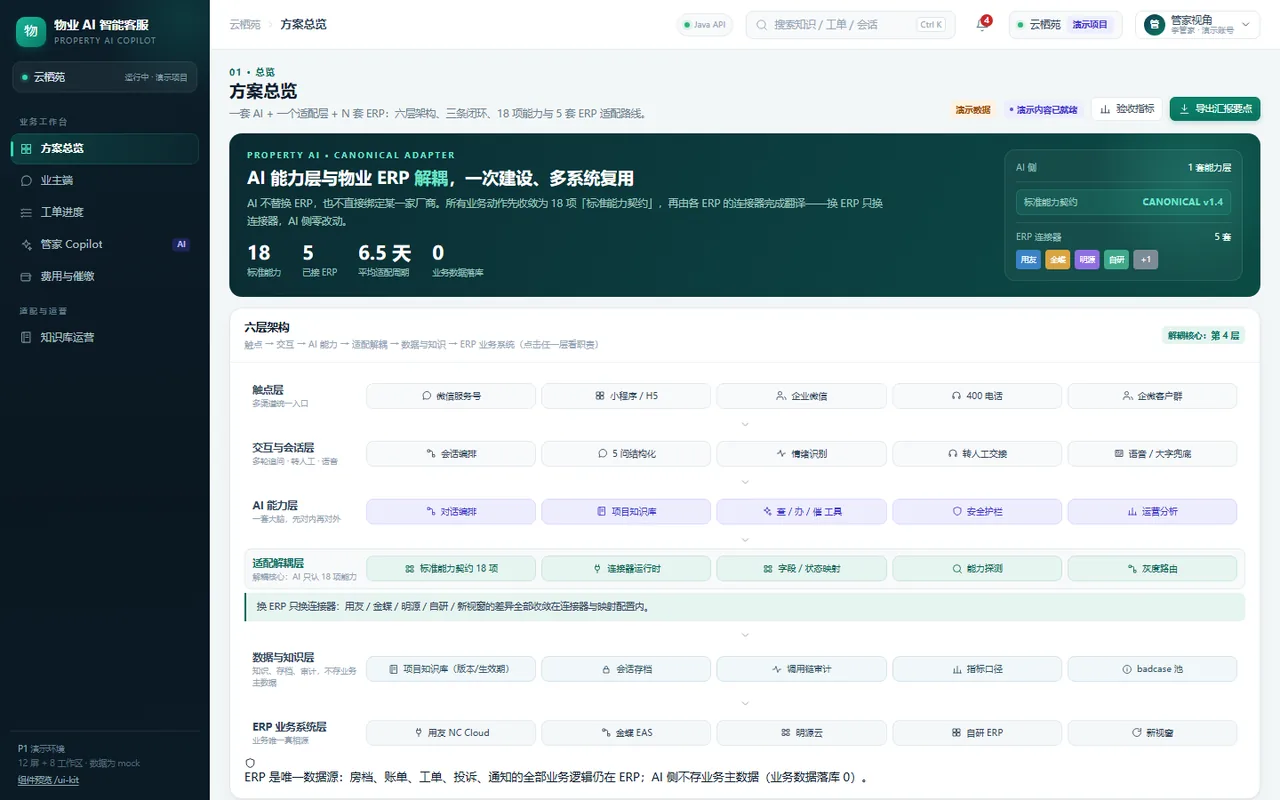 物
物业 AI 智能客服
PROPERTY AI COPILOT
云栖苑
运行中 · 演示项目
业务工作台
方案总览
业主端
工单进度
管家 Copilot
AI
费用与催缴
适配与运营
知识库运营
P1 演示环境
12 屏 + 8 工作区 · 数据为 mock
组件预览 /ui-kit
云栖苑
方案总览
Java API
搜索知识 / 工单 / 会话
Ctrl K
4
云栖苑
演示项目
管
管家视角
李管家 · 演示账号
01 • 总览
方案总览
一套 AI + 一个适配层 + N 套 ERP：六层架构、三条闭环、18 项能力与 5 套 ERP 适配路线。
演示数据
演示内容已就绪
验收指标
导出汇报要点
PROPERTY AI • CANONICAL ADAPTER
AI 能力层与物业 ERP 解耦，一次建设、多系统复用
AI 不替换 ERP，也不直接绑定某一家厂商。所有业务动作先收敛为 18 项「标准能力契约」，再由各 ERP 的连接器完成翻译——换 ERP 只换
连接器，AI 侧零改动。
18
标准能力
5
已接 ERP
6.5 天
平均适配周期
0
业务数据落库
AI 侧
1 套能力层
标准能力契约
CANONICAL v1.4
ERP 连接器
5 套
用友
金蝶
明源
自研
+1
六层架构
触点 → 交互 → AI 能力 → 适配解耦 → 数据与知识 → ERP 业务系统（点击任一层看职责）
解耦核心：第 4 层
触点层
多渠道统一入口
微信服务号
小程序 / H5
企业微信
400 电话
企微客户群
交互与会话层
多轮追问 · 转人工 · 语音
会话编排
5 问结构化
情绪识别
转人工交接
语音 / 大字兜底
AI 能力层
一套大脑，先对内再对外
对话编排
项目知识库
查 / 办 / 催 工具
安全护栏
运营分析
适配解耦层
解耦核心：AI 只认 18 项能力
标准能力契约 18 项
连接器运行时
字段 / 状态映射
能力探测
灰度路由
换 ERP 只换连接器：用友 / 金蝶 / 明源 / 自研 / 新视窗的差异全部收敛在连接器与映射配置内。
数据与知识层
知识、存档、审计，不存业务
主数据
项目知识库（版本/生效期）
会话存档
调用链审计
指标口径
badcase 池
ERP 业务系统层
业务唯一真相源
用友 NC Cloud
金蝶 EAS
明源云
自研 ERP
新视窗
ERP 是唯一数据源：房档、账单、工单、投诉、通知的全部业务逻辑仍在 ERP；AI 侧不存业务主数据（业务数据落库 0）。